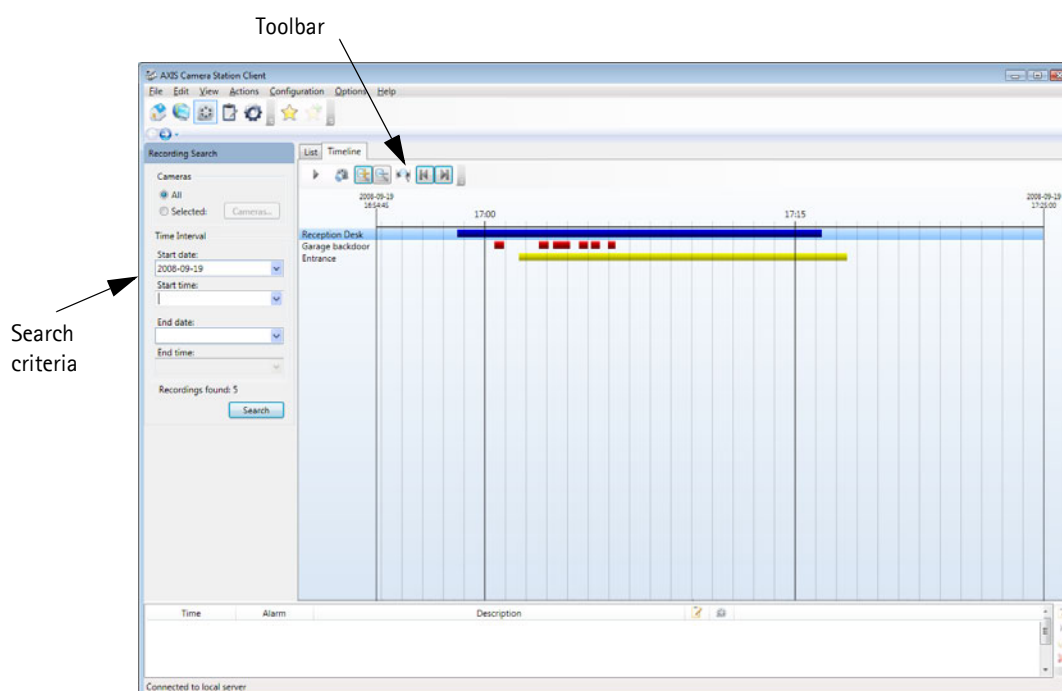 Toolbar
AXIS Camera Station Client
File Edit View Actions Configuration Options Help
Recording Search
List Timeline
Cameras
All
Selected: Cameras...
Time Interval
Start date:
2008-09-19
Start time:
End date:
End time:
Recordings found: 5
Search
Search
criteria
2008-09-19
16:54:45
17:00
17:15
2008-09-19
17:25:00
Reception Desk
Garage backdoor
Entrance
Time Alarm Description
Connected to local server